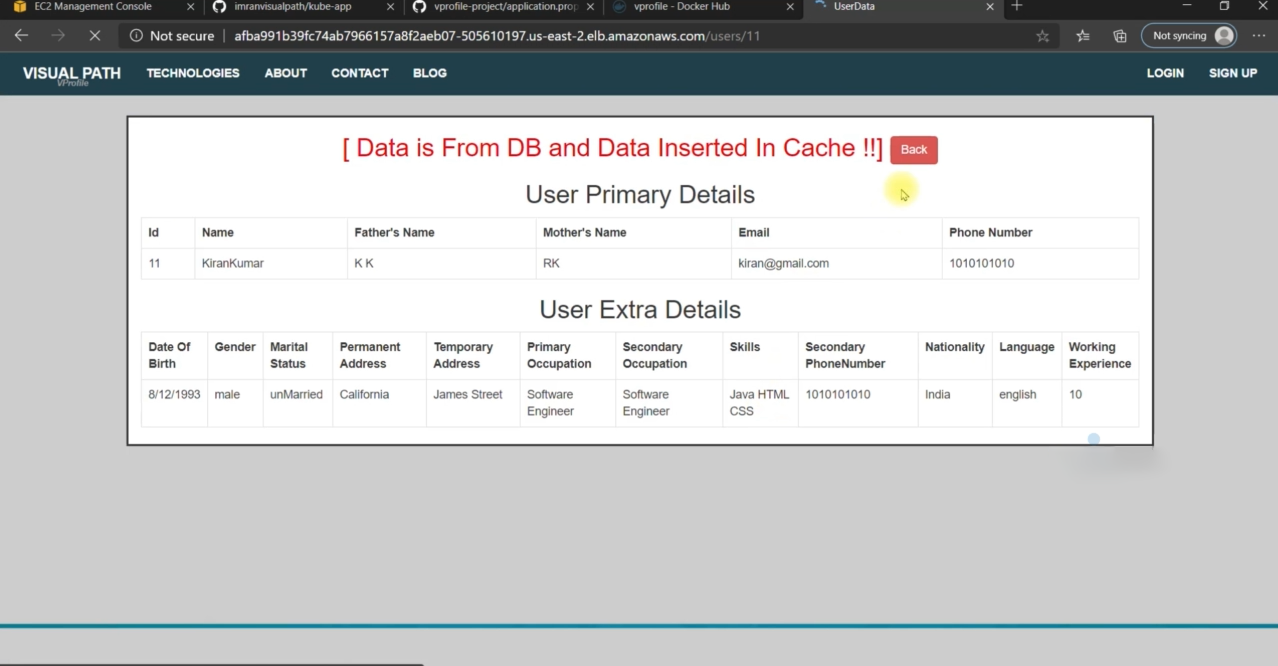 EC2 Management Console
imranvisualpath/kube-app
vprofile-project/application.prop
vprofile - Docker Hub
UserData
Not secure
afba991b39fc74ab7966157a8f2aeb07-505610197.us-east-2.elb.amazonaws.com/users/11
Not syncing
VISUAL PATH
VProfile
TECHNOLOGIES
ABOUT
CONTACT
BLOG
LOGIN
SIGN UP
[ Data is From DB and Data Inserted In Cache !!]
Back
User Primary Details
Id Name Father's Name Mother's Name Email Phone Number
11 KiranKumar K K RK kiran@gmail.com 1010101010
User Extra Details
Date Of Birth Gender Marital Status Permanent Address Temporary Address Primary Occupation Secondary Occupation Skills Secondary PhoneNumber Nationality Language Working Experience
8/12/1993 male unMarried California James Street Software Engineer Software Engineer Java HTML CSS 1010101010 India english 10